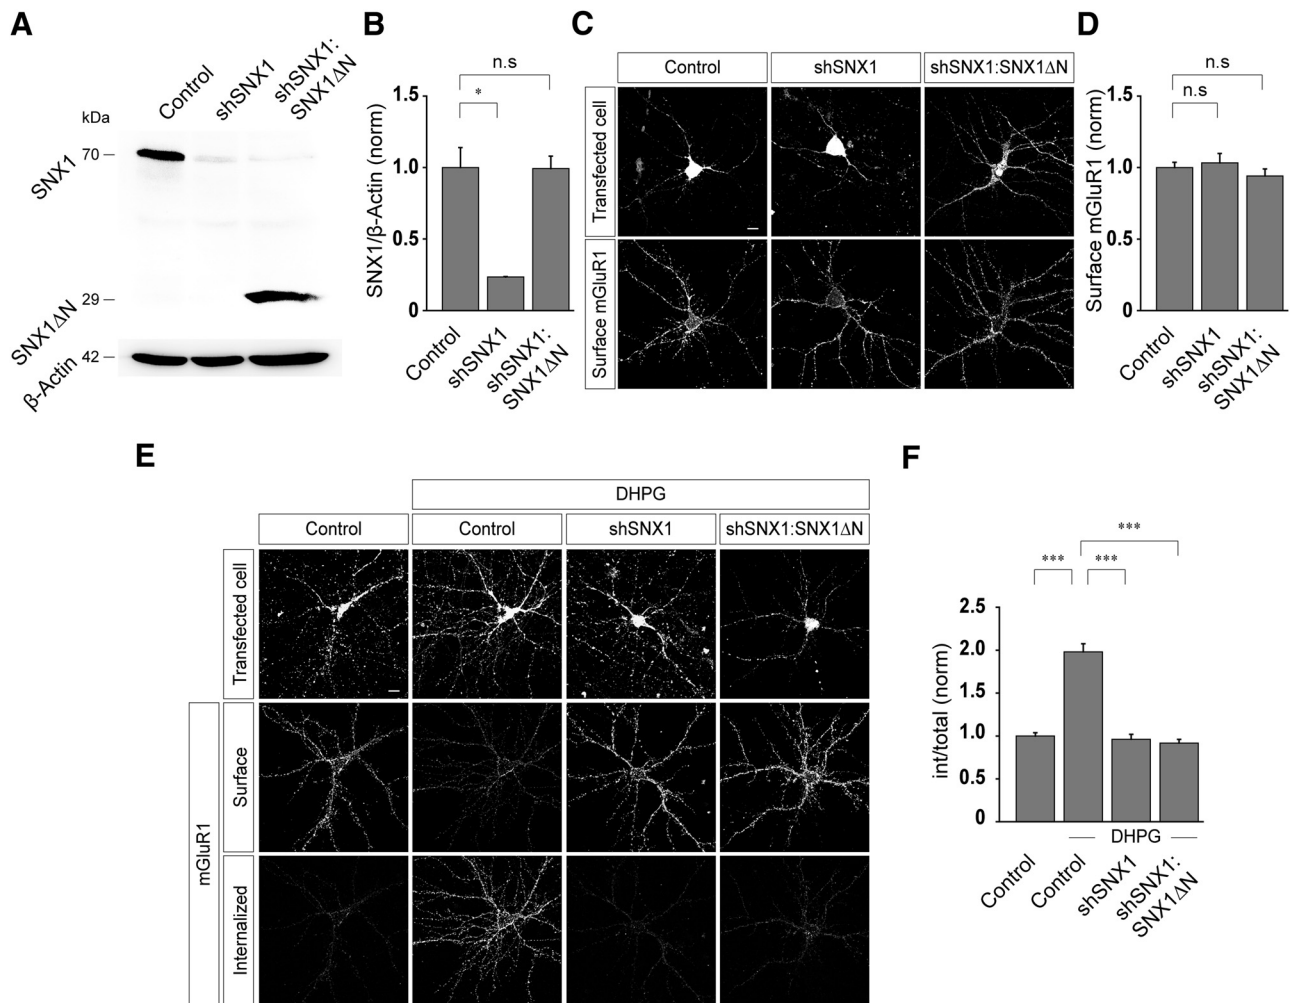 A
Control
shSNX1
shSNX1:
SNX1ΔN
kDa
SNX1
70
SNX1ΔN
29
β-Actin
42
B
n.s
*
SNX1/β-Actin (norm)
1.5
1.0
0.5
0
Control
shSNX1
shSNX1:
SNX1ΔN
C
Control
shSNX1
shSNX1:SNX1ΔN
Transfected cell
Surface mGluR1
D
n.s
n.s
Surface mGluR1 (norm)
1.5
1.0
0.5
0
Control
shSNX1
shSNX1:
SNX1ΔN
E
DHPG
Control
Control
shSNX1
shSNX1:SNX1ΔN
Transfected cell
mGluR1
Surface
Internalized
F
***
***
***
int/total (norm)
2.5
2.0
1.5
1.0
0.5
0
DHPG
Control
Control
shSNX1
shSNX1:
SNX1ΔN